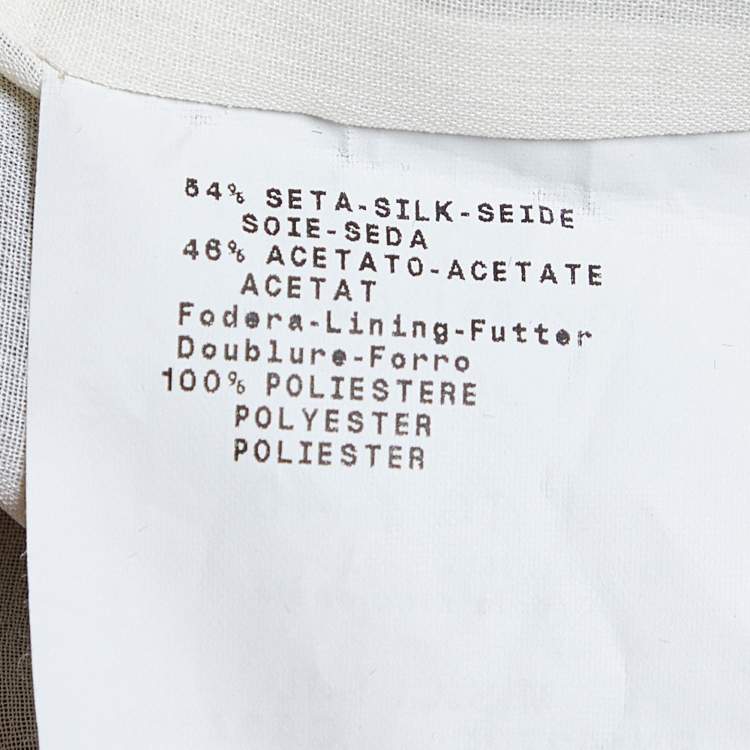 54% SETA-SILK-SEIDE
SOIE-SEDA
46% ACETATO-ACETATE
ACETAT
Fodera-Lining-Futter
Doublure-Forro
100% POLIESTERE
POLYESTER
POLIESTER